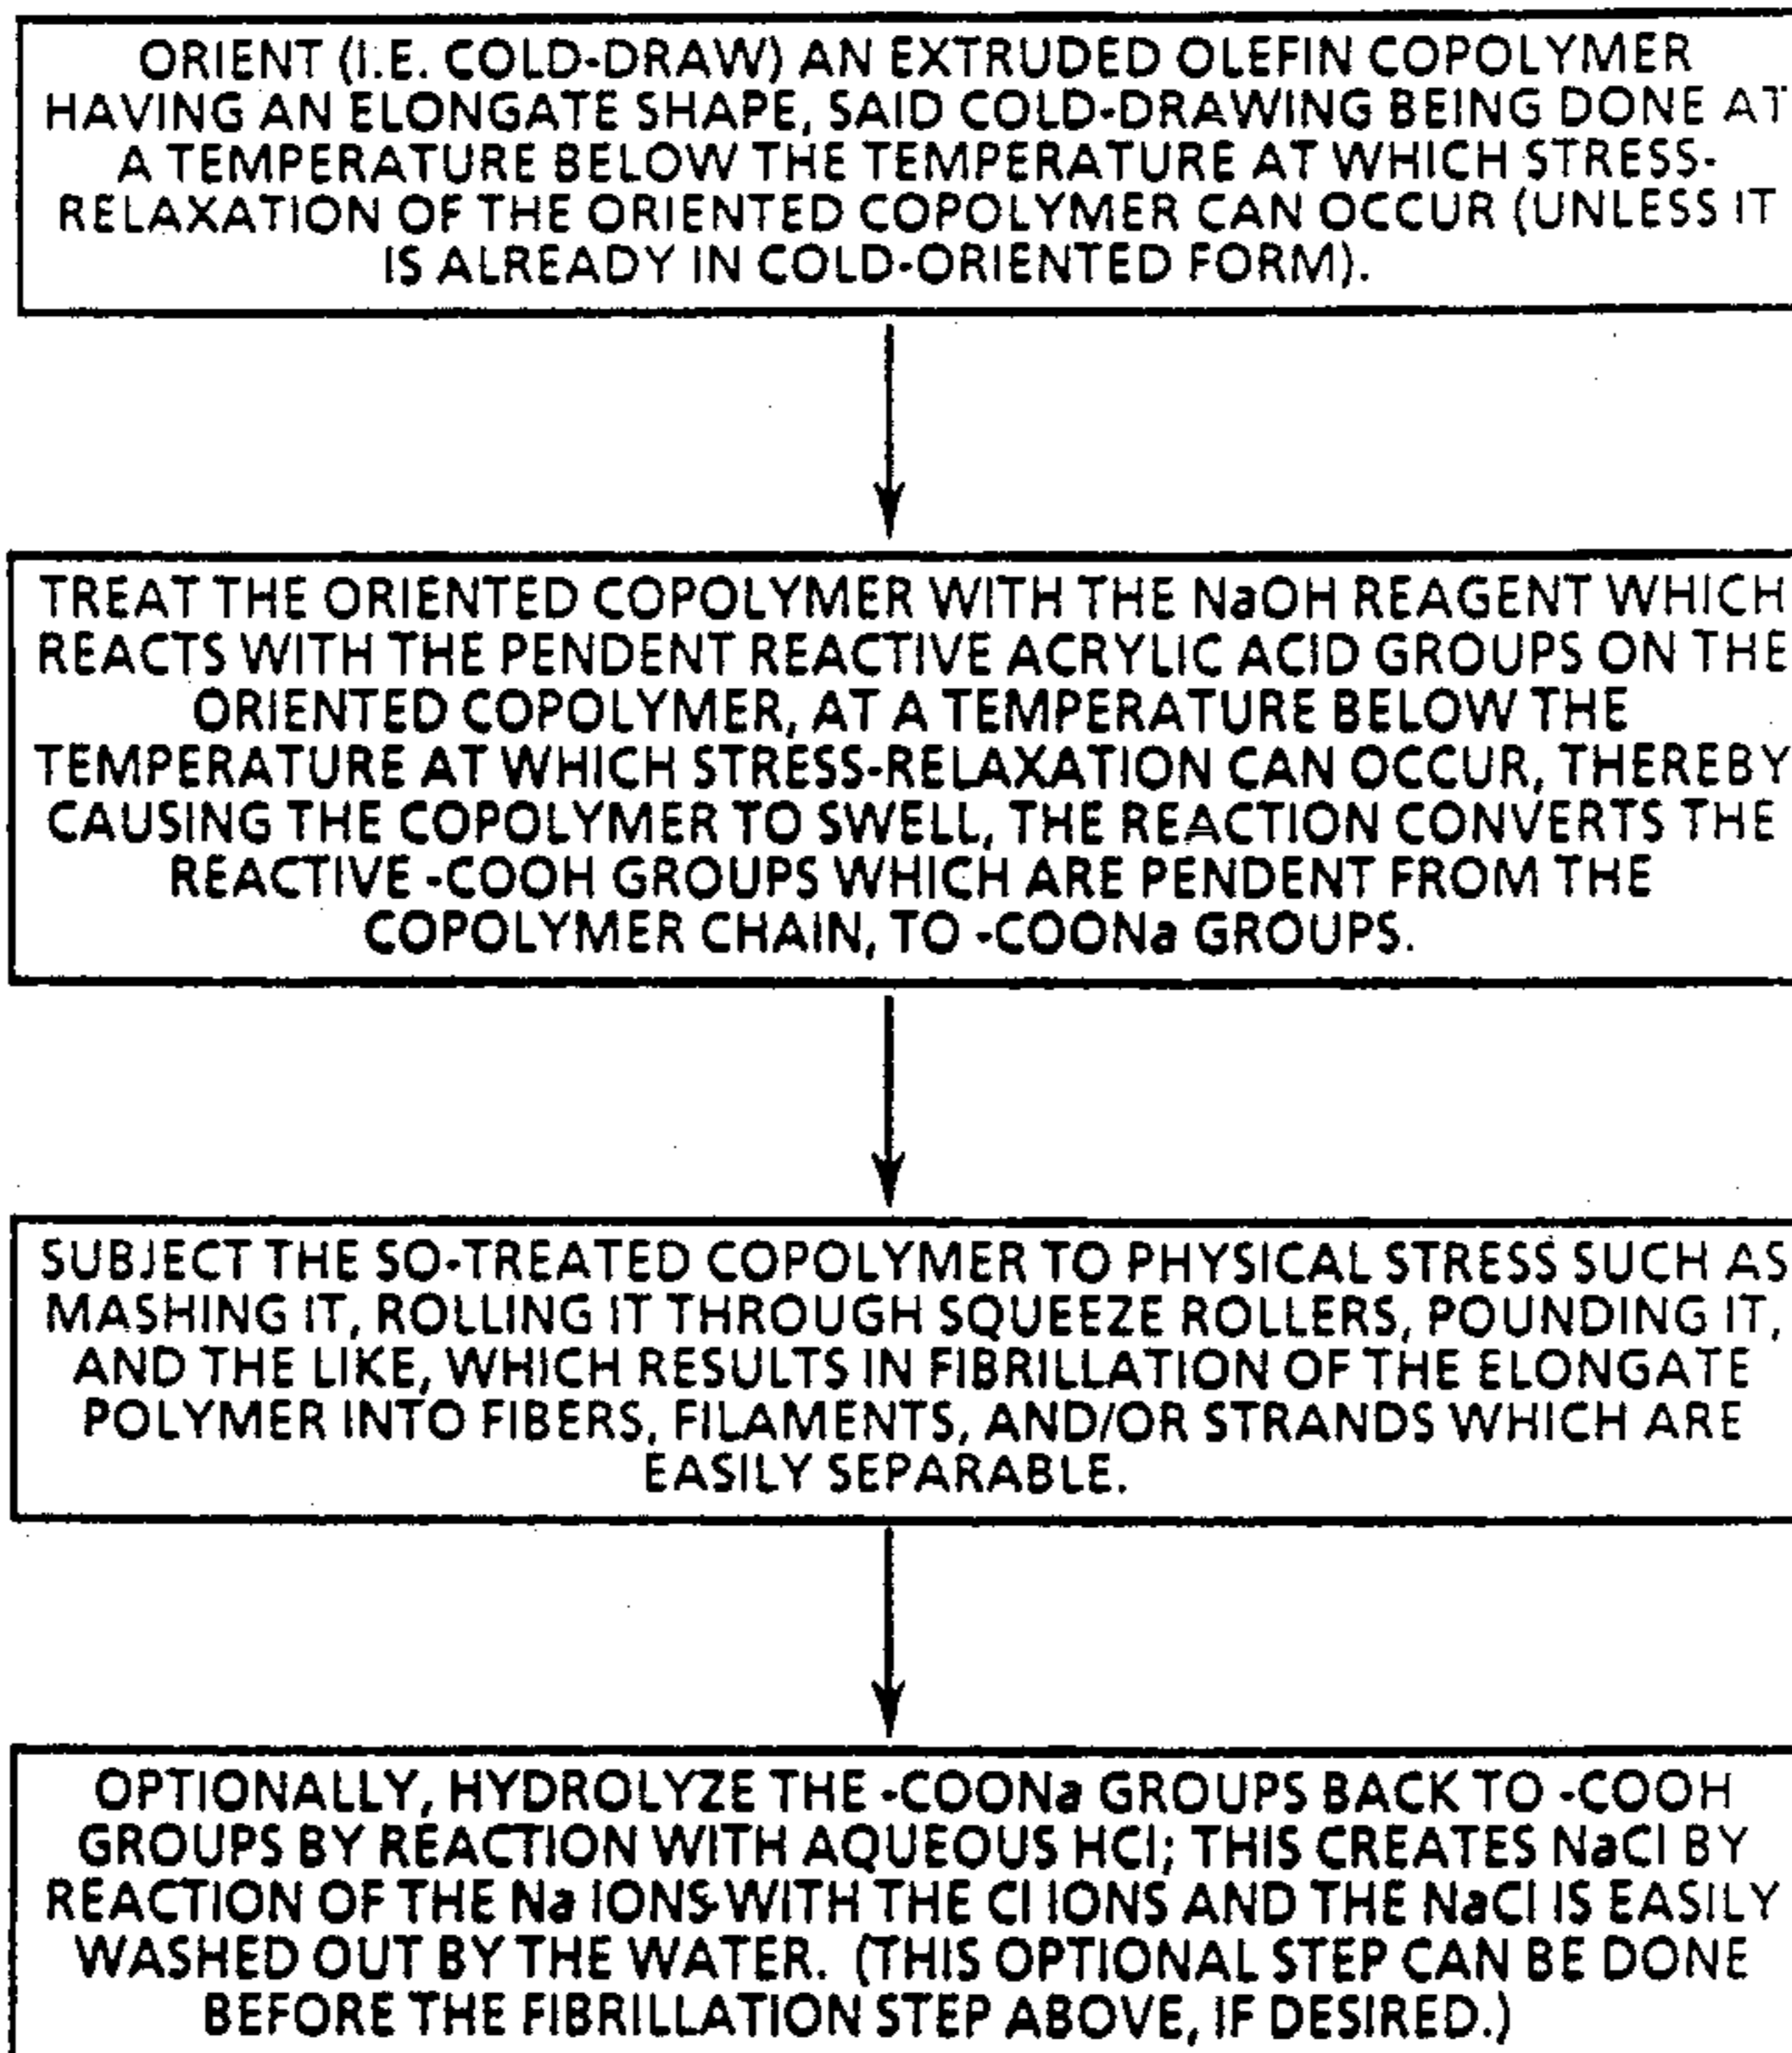 ORIENT (I.E. COLD-DRAW) AN EXTRUDED OLEFIN COPOLYMER
HAVING AN ELONGATE SHAPE, SAID COLD-DRAWING BEING DONE AT
A TEMPERATURE BELOW THE TEMPERATURE AT WHICH STRESS-
RELAXATION OF THE ORIENTED COPOLYMER CAN OCCUR (UNLESS IT
IS ALREADY IN COLD-ORIENTED FORM).
TREAT THE ORIENTED COPOLYMER WITH THE NaOH REAGENT WHICH
REACTS WITH THE PENDENT REACTIVE ACRYLIC ACID GROUPS ON THE
ORIENTED COPOLYMER, AT A TEMPERATURE BELOW THE
TEMPERATURE AT WHICH STRESS-RELAXATION CAN OCCUR, THEREBY
CAUSING THE COPOLYMER TO SWELL, THE REACTION CONVERTS THE
REACTIVE -COOH GROUPS WHICH ARE PENDENT FROM THE
COPOLYMER CHAIN, TO -COONa GROUPS.
SUBJECT THE SO-TREATED COPOLYMER TO PHYSICAL STRESS SUCH AS
MASHING IT, ROLLING IT THROUGH SQUEEZE ROLLERS, POUNDING IT,
AND THE LIKE, WHICH RESULTS IN FIBRILLATION OF THE ELONGATE
POLYMER INTO FIBERS, FILAMENTS, AND/OR STRANDS WHICH ARE
EASILY SEPARABLE.
OPTIONALLY, HYDROLYZE THE -COONa GROUPS BACK TO -COOH
GROUPS BY REACTION WITH AQUEOUS HCl; THIS CREATES NaCl BY
REACTION OF THE Na IONS WITH THE Cl IONS AND THE NaCl IS EASILY
WASHED OUT BY THE WATER. (THIS OPTIONAL STEP CAN BE DONE
BEFORE THE FIBRILLATION STEP ABOVE, IF DESIRED.)